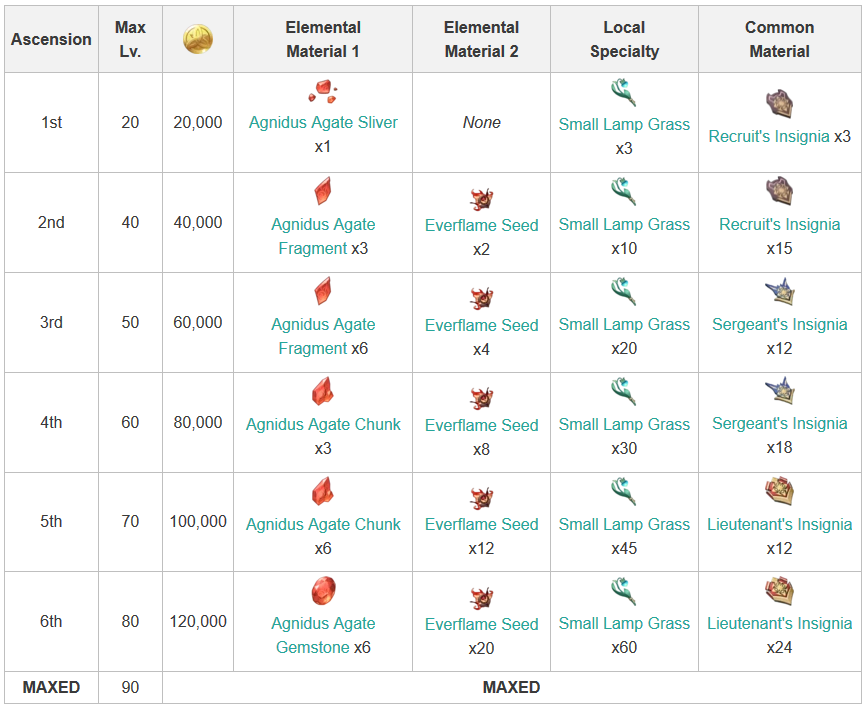 Ascension Max Lv. Elemental Material 1 Elemental Material 2 Local Specialty Common Material
1st 20 20,000 Agnidus Agate Sliver x1 None Small Lamp Grass x3 Recruit's Insignia x3
2nd 40 40,000 Agnidus Agate Fragment x3 Everflame Seed x2 Small Lamp Grass x10 Recruit's Insignia x15
3rd 50 60,000 Agnidus Agate Fragment x6 Everflame Seed x4 Small Lamp Grass x20 Sergeant's Insignia x12
4th 60 80,000 Agnidus Agate Chunk x3 Everflame Seed x8 Small Lamp Grass x30 Sergeant's Insignia x18
5th 70 100,000 Agnidus Agate Chunk x6 Everflame Seed x12 Small Lamp Grass x45 Lieutenant's Insignia x12
6th 80 120,000 Agnidus Agate Gemstone x6 Everflame Seed x20 Small Lamp Grass x60 Lieutenant's Insignia x24
MAXED 90 MAXED